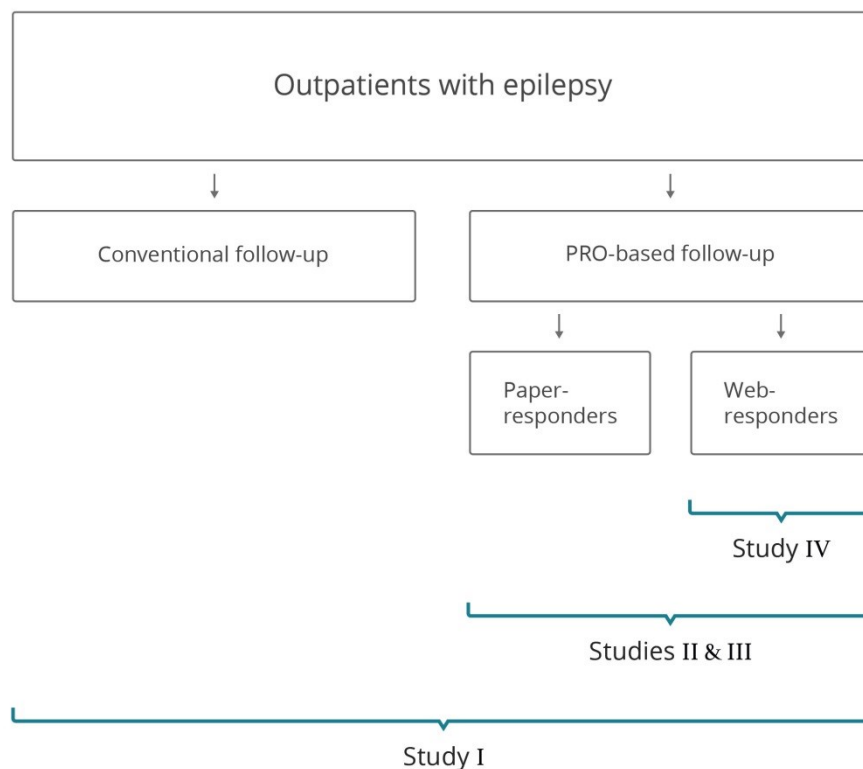 Outpatients with epilepsy
Conventional follow-up
PRO-based follow-up
Paper-
responders
Web-
responders
Study IV
Studies II & III
Study I